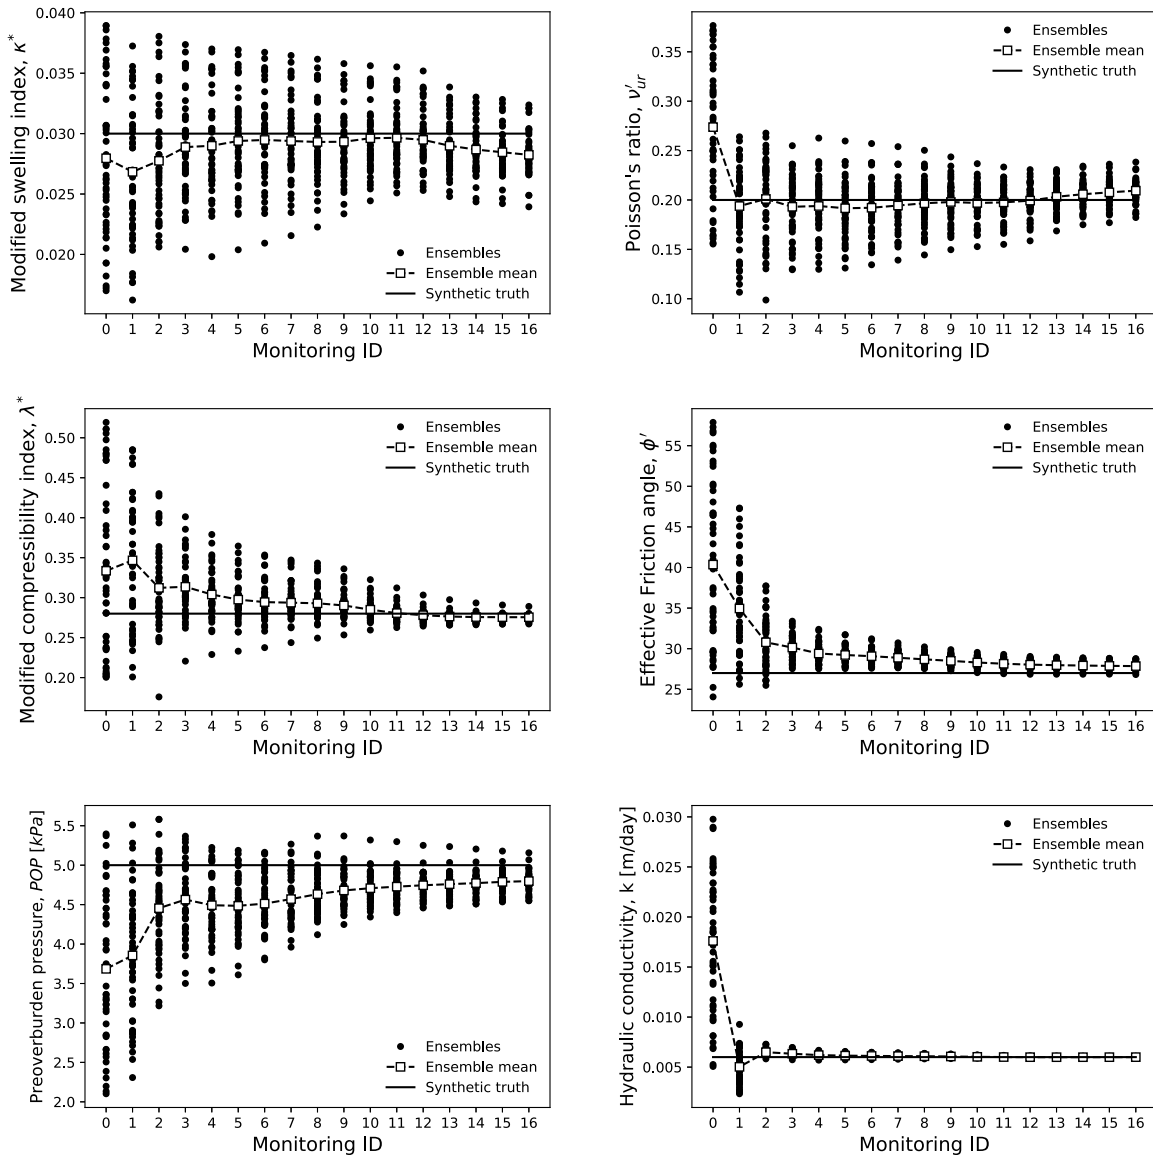 Modified swelling index, κ*
0.040
0.035
0.030
0.025
0.020
Ensembles
Ensemble mean
Synthetic truth
0 1 2 3 4 5 6 7 8 9 10 11 12 13 14 15 16
Monitoring ID
Poisson's ratio, ν′ur
0.35
0.30
0.25
0.20
0.15
0.10
Ensembles
Ensemble mean
Synthetic truth
0 1 2 3 4 5 6 7 8 9 10 11 12 13 14 15 16
Monitoring ID
Modified compressibility index, λ*
0.50
0.45
0.40
0.35
0.30
0.25
0.20
Ensembles
Ensemble mean
Synthetic truth
0 1 2 3 4 5 6 7 8 9 10 11 12 13 14 15 16
Monitoring ID
Effective Friction angle, ϕ′
55
50
45
40
35
30
25
Ensembles
Ensemble mean
Synthetic truth
0 1 2 3 4 5 6 7 8 9 10 11 12 13 14 15 16
Monitoring ID
Preoverburden pressure, POP [kPa]
5.5
5.0
4.5
4.0
3.5
3.0
2.5
2.0
Ensembles
Ensemble mean
Synthetic truth
0 1 2 3 4 5 6 7 8 9 10 11 12 13 14 15 16
Monitoring ID
Hydraulic conductivity, k [m/day]
0.030
0.025
0.020
0.015
0.010
0.005
Ensembles
Ensemble mean
Synthetic truth
0 1 2 3 4 5 6 7 8 9 10 11 12 13 14 15 16
Monitoring ID